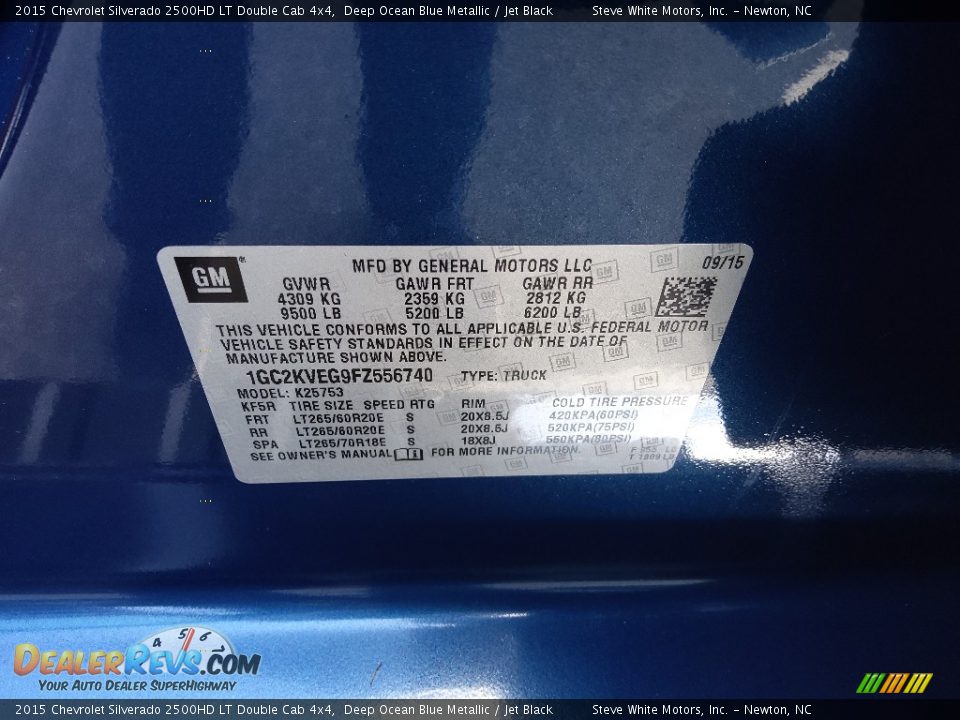 2015 Chevrolet Silverado 2500HD LT Double Cab 4x4, Deep Ocean Blue Metallic / Jet Black Steve White Motors, Inc. – Newton, NC
GM MFD BY GENERAL MOTORS LLC 09/15
GVWR GAWR FRT GAWR RR
4309 KG 2359 KG 2812 KG
9500 LB 5200 LB 6200 LB
THIS VEHICLE CONFORMS TO ALL APPLICABLE U.S. FEDERAL MOTOR
VEHICLE SAFETY STANDARDS IN EFFECT ON THE DATE OF
MANUFACTURE SHOWN ABOVE.
1GC2KVEG9FZ556740 TYPE: TRUCK
MODEL: K25753
KF5R TIRE SIZE SPEED RTG RIM COLD TIRE PRESSURE
FRT LT265/60R20E S 20X8.5J 420KPA(60PSI)
RR LT265/60R20E S 20X8.5J 520KPA(75PSI)
SPA LT265/70R18E S 18X8J 550KPA(80PSI)
SEE OWNER'S MANUAL FOR MORE INFORMATION.
4 5 6 7
DealerRevs.com
Your Auto Dealer SuperHighway
2015 Chevrolet Silverado 2500HD LT Double Cab 4x4, Deep Ocean Blue Metallic / Jet Black Steve White Motors, Inc. – Newton, NC